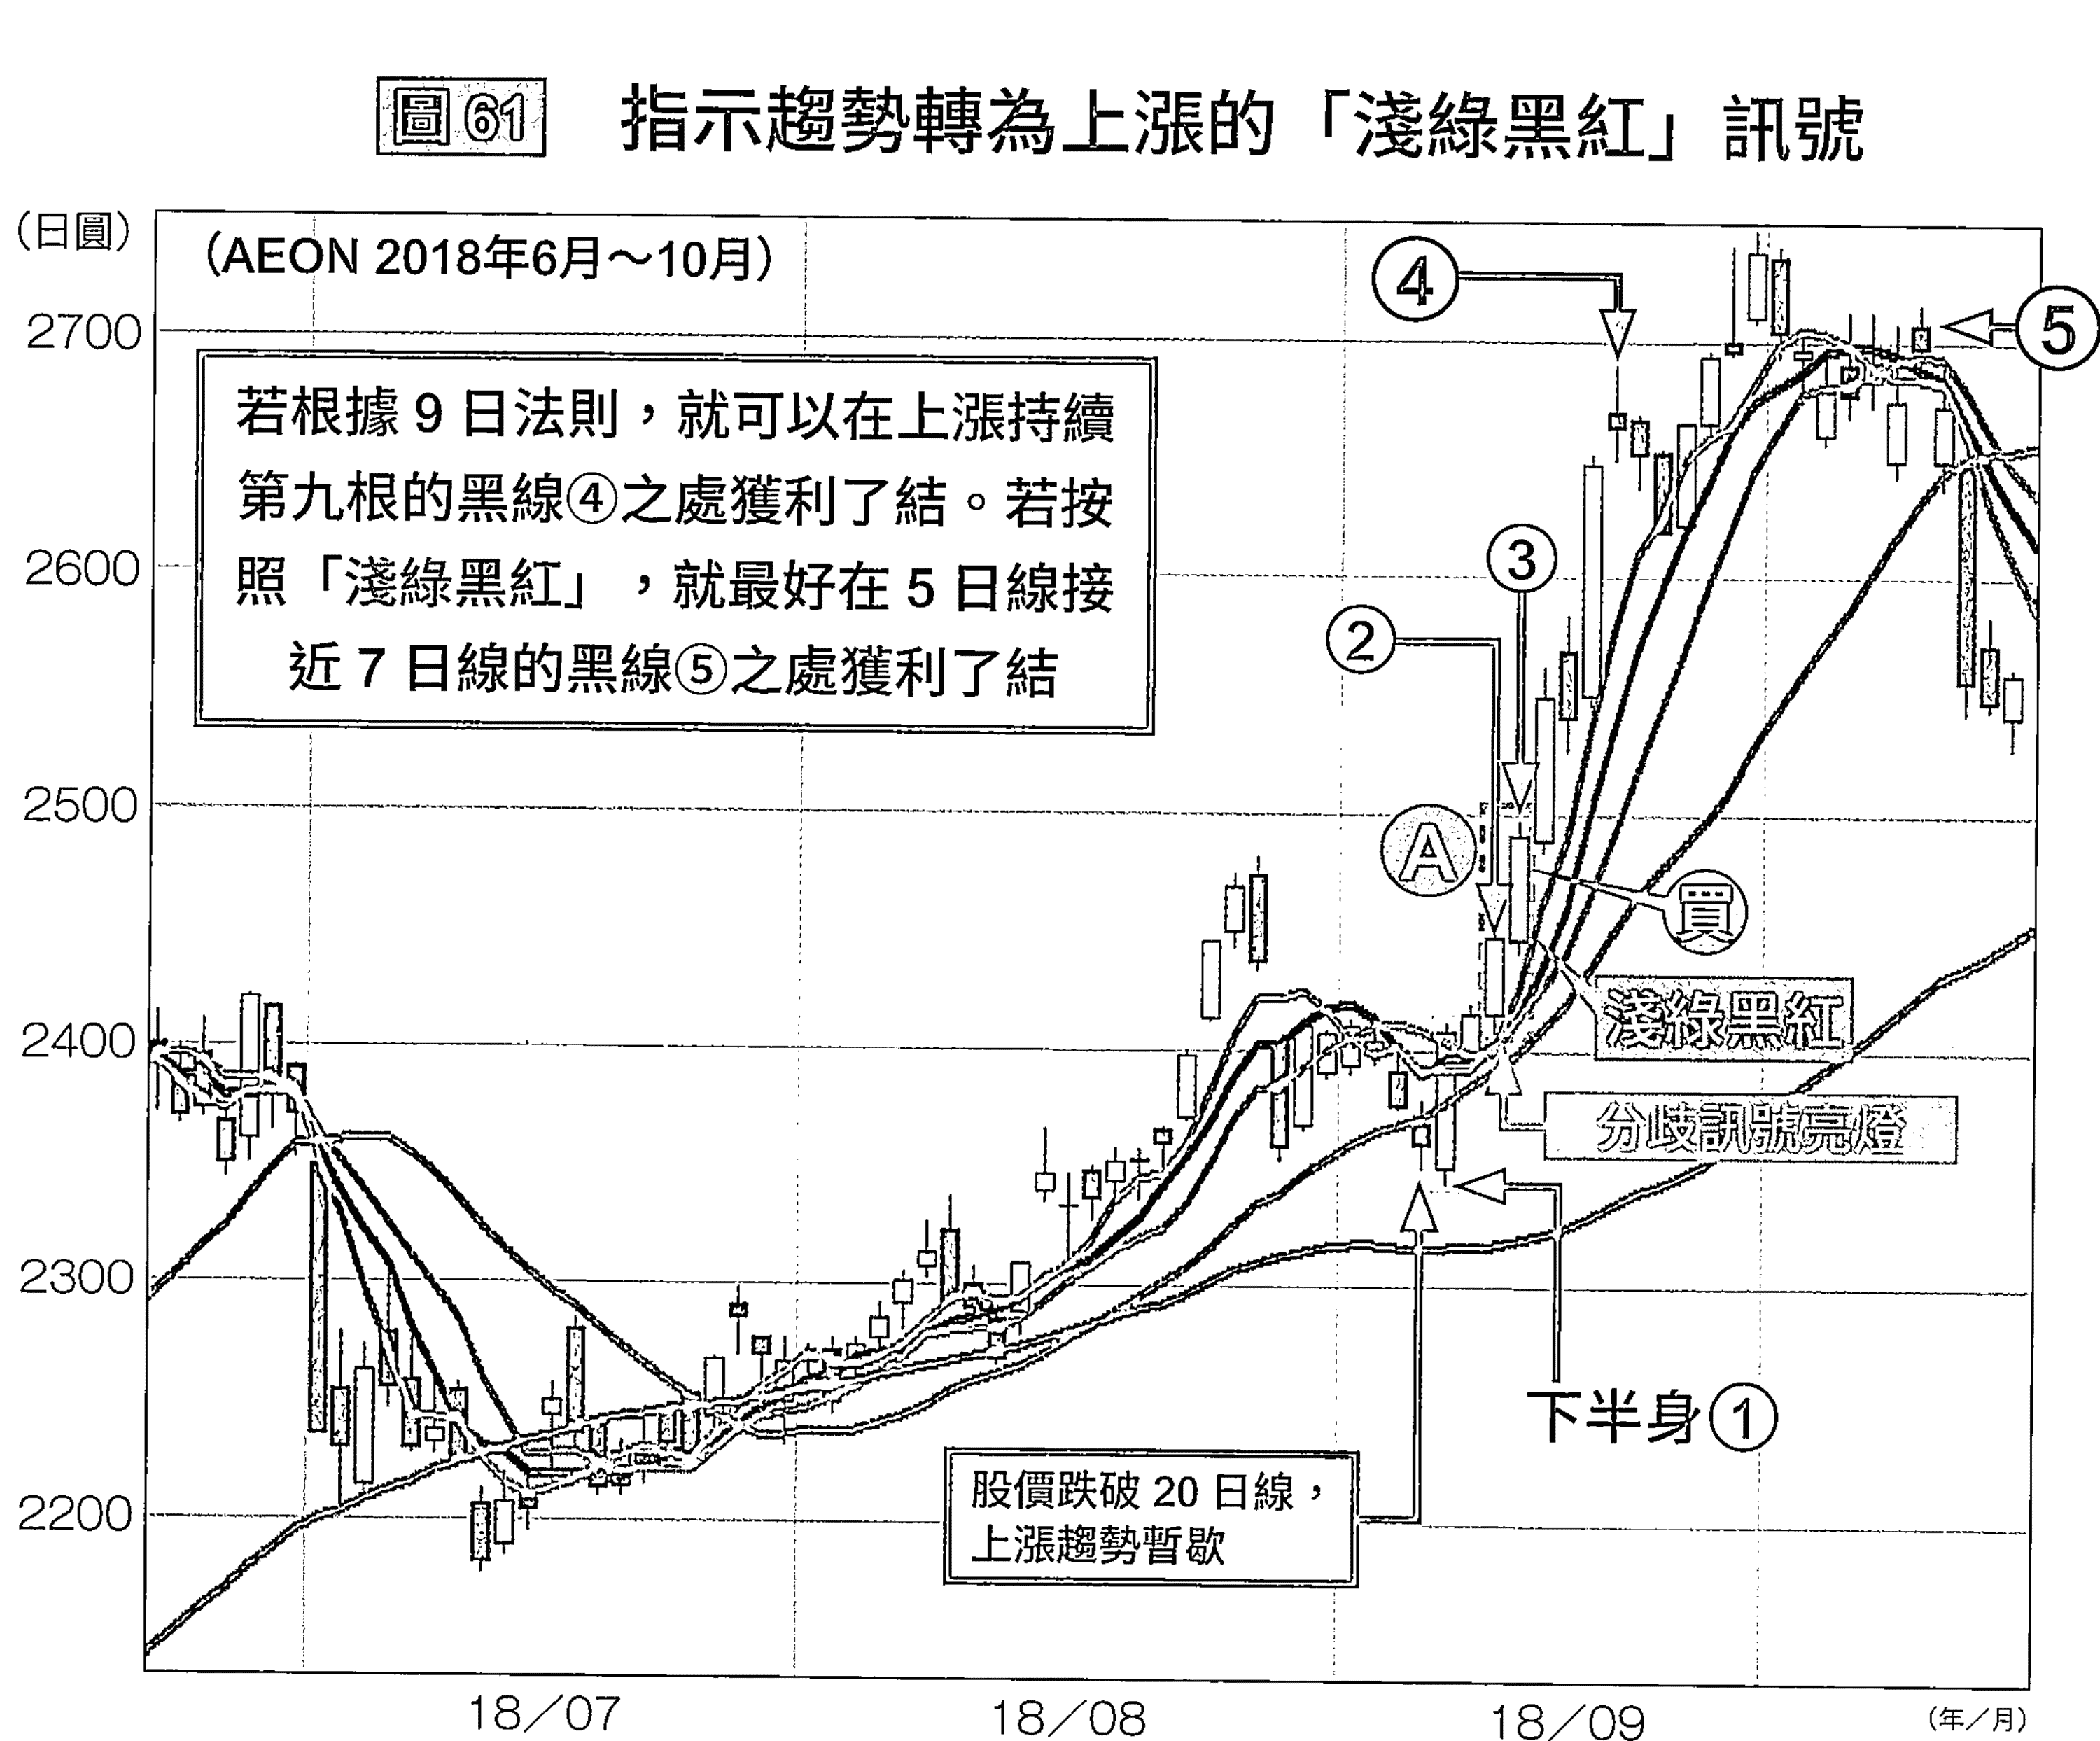 圖 61 指示趨勢轉為上漲的「淺綠黑紅」訊號
（日圓）
（AEON 2018年6月～10月）
若根據 9 日法則，就可以在上漲持續
第九根的黑線④之處獲利了結。若按
照「淺綠黑紅」，就最好在 5 日線接
近 7 日線的黑線⑤之處獲利了結
2700
2600
2500
2400
2300
2200
④
⑤
③
②
A
買
淺綠黑紅
分歧訊號亮燈
下半身①
股價跌破 20 日線，
上漲趨勢暫歇
18／07
18／08
18／09
（年／月）